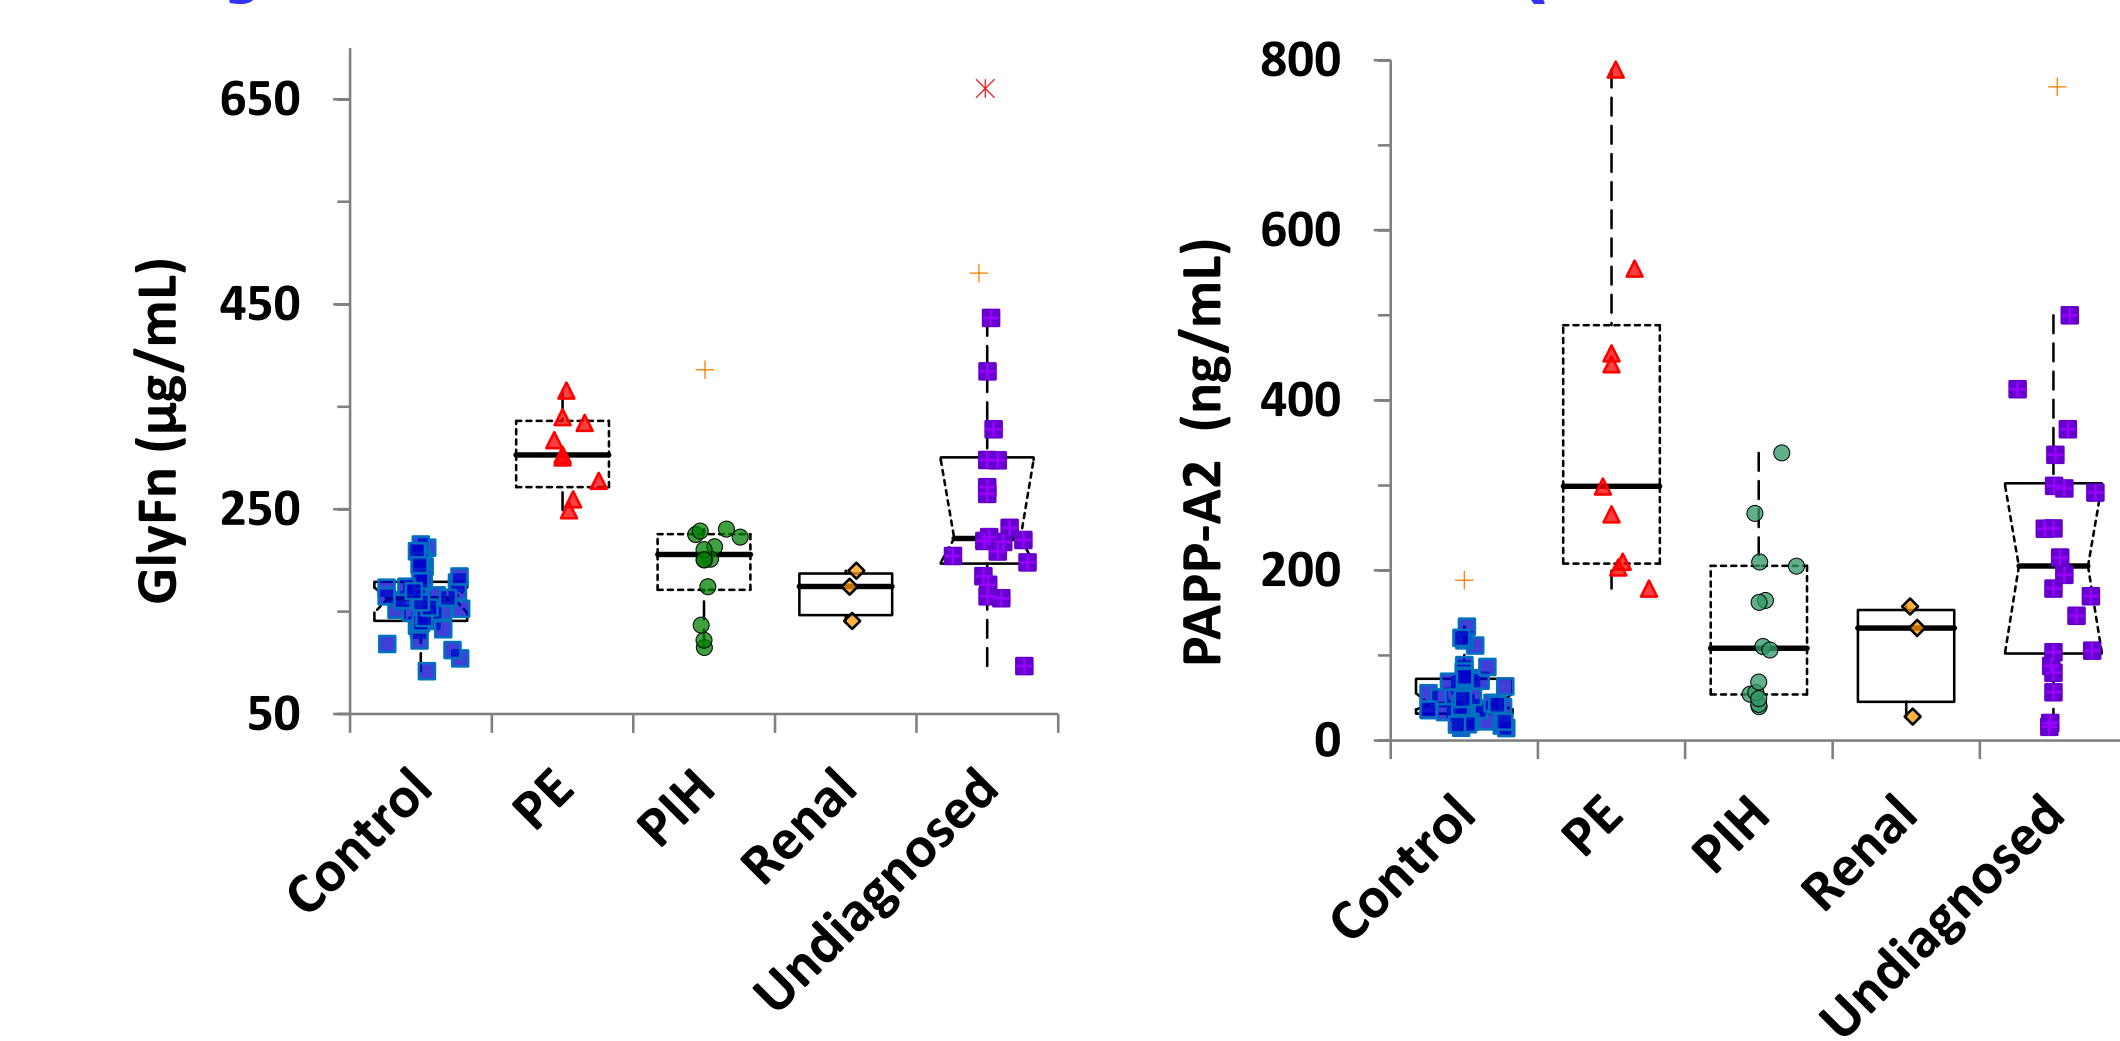 GlyFn (µg/mL)
650
450
250
50
Control
PE
PIH
Renal
Undiagnosed
PAPP-A2 (ng/mL)
800
600
400
200
0
Control
PE
PIH
Renal
Undiagnosed